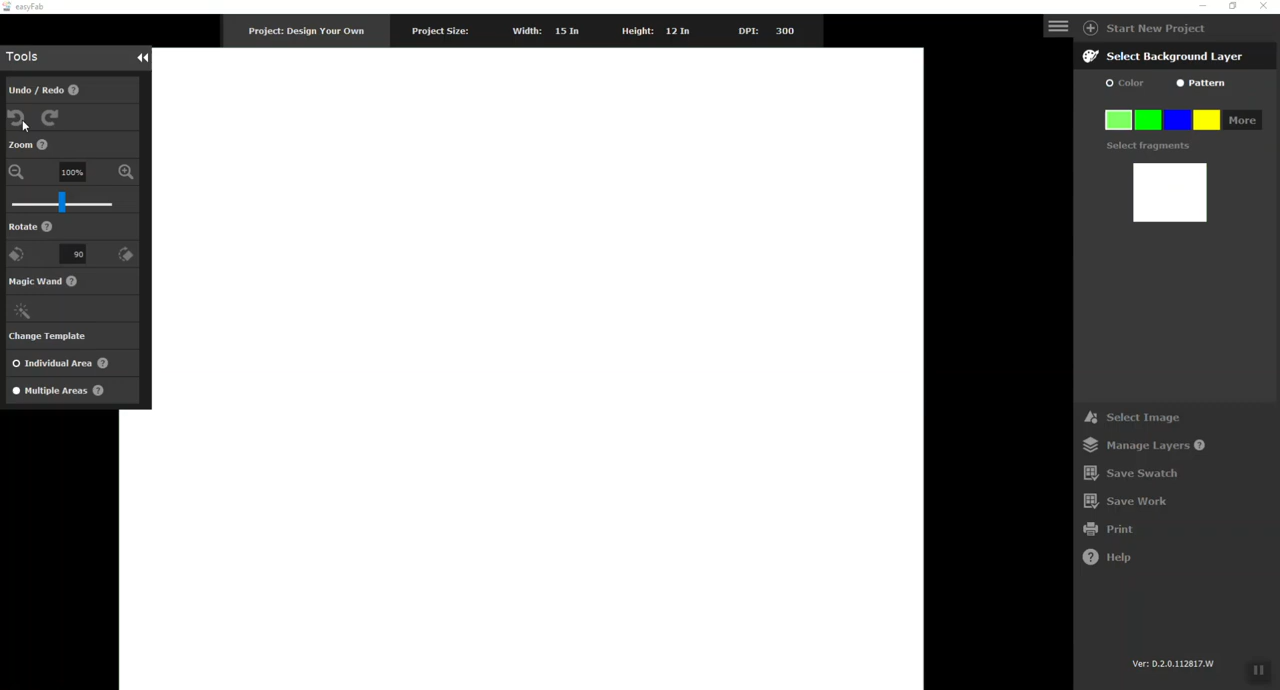 easyFab
Project: Design Your Own Project Size: Width: 15 In Height: 12 In DPI: 300
Tools
Undo / Redo ?
Zoom ?
100%
Rotate ?
90
Magic Wand ?
Change Template
Individual Area ?
Multiple Areas ?
Start New Project
Select Background Layer
Color Pattern
More
Select fragments
Select Image
Manage Layers ?
Save Swatch
Save Work
Print
? Help
Ver: D.2.0.112817.W